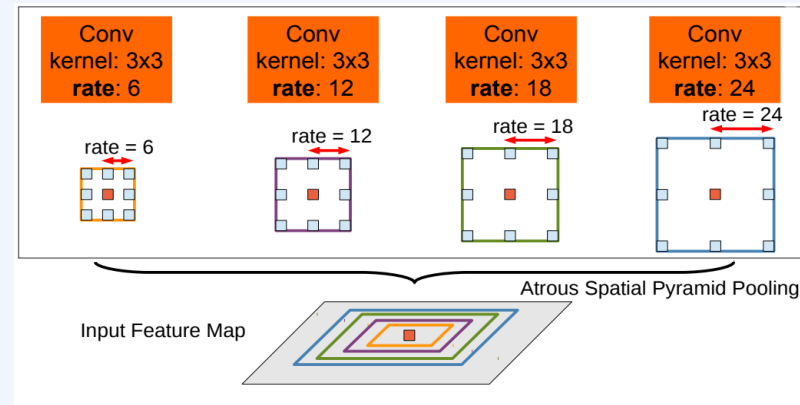 Conv
kernel: 3x3
rate: 6
Conv
kernel: 3x3
rate: 12
Conv
kernel: 3x3
rate: 18
Conv
kernel: 3x3
rate: 24
rate = 6
rate = 12
rate = 18
rate = 24
Atrous Spatial Pyramid Pooling
Input Feature Map